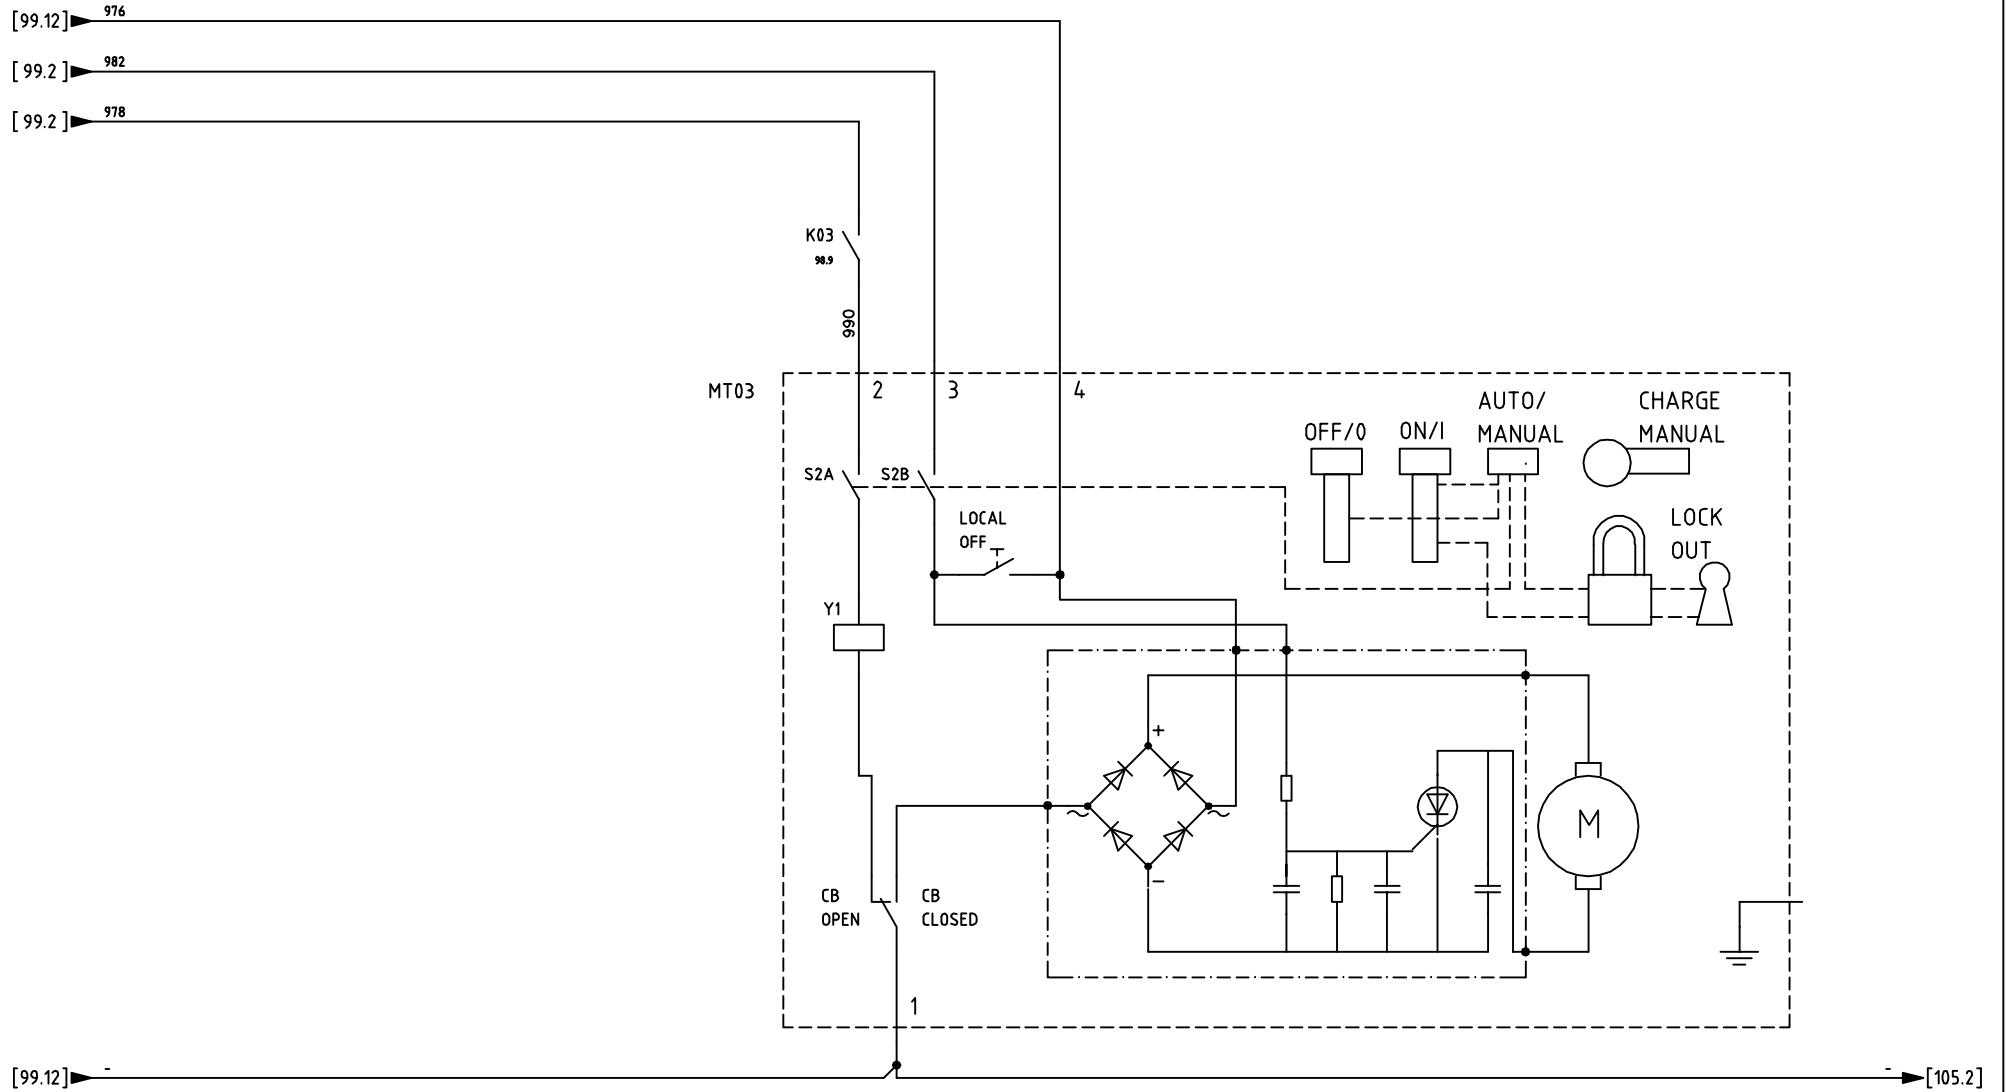 [99.12] 976
[99.2] 982
[99.2] 978
K03
98.9
990
MT03 2 3 4
OFF/0 ON/I AUTO/
MANUAL
CHARGE
MANUAL
S2A S2B
LOCAL
OFF
LOCK
OUT
Y1
+
~ ~
M
-
CB
OPEN
CB
CLOSED
1
[99.12] - - [105.2]